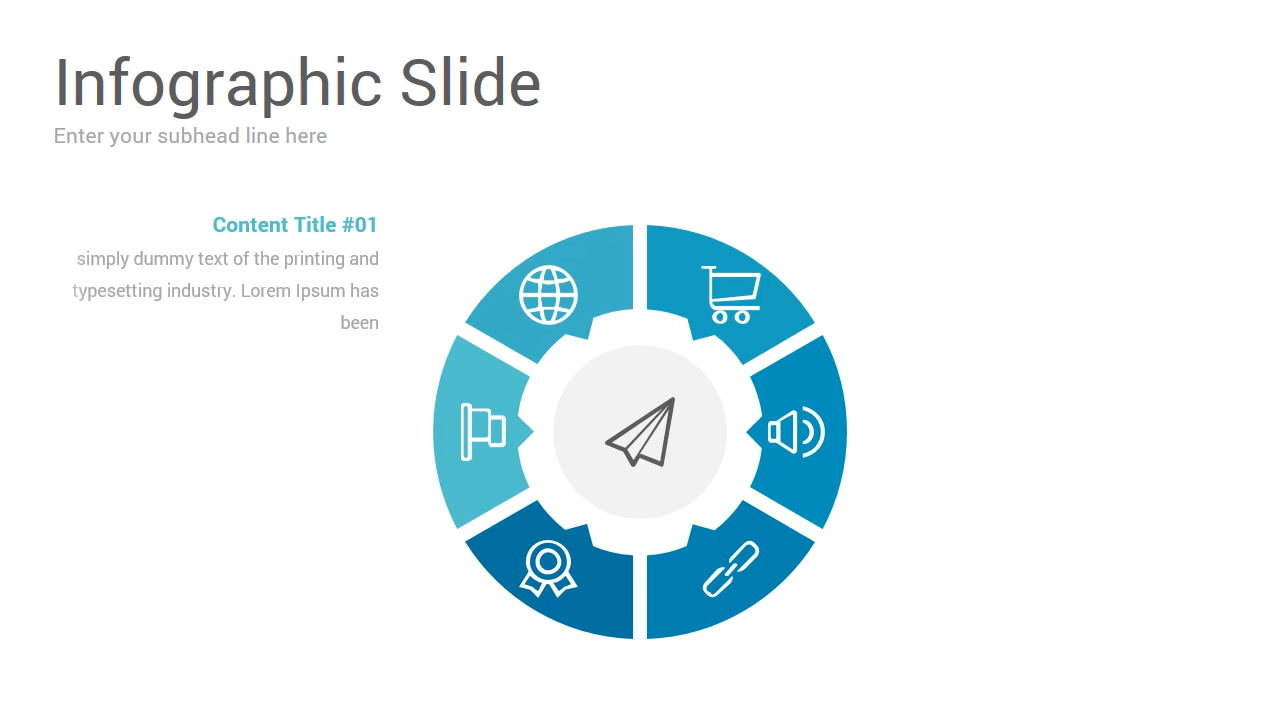 Infographic Slide
Enter your subhead line here
Content Title #01
simply dummy text of the printing and
typesetting industry. Lorem Ipsum has
been